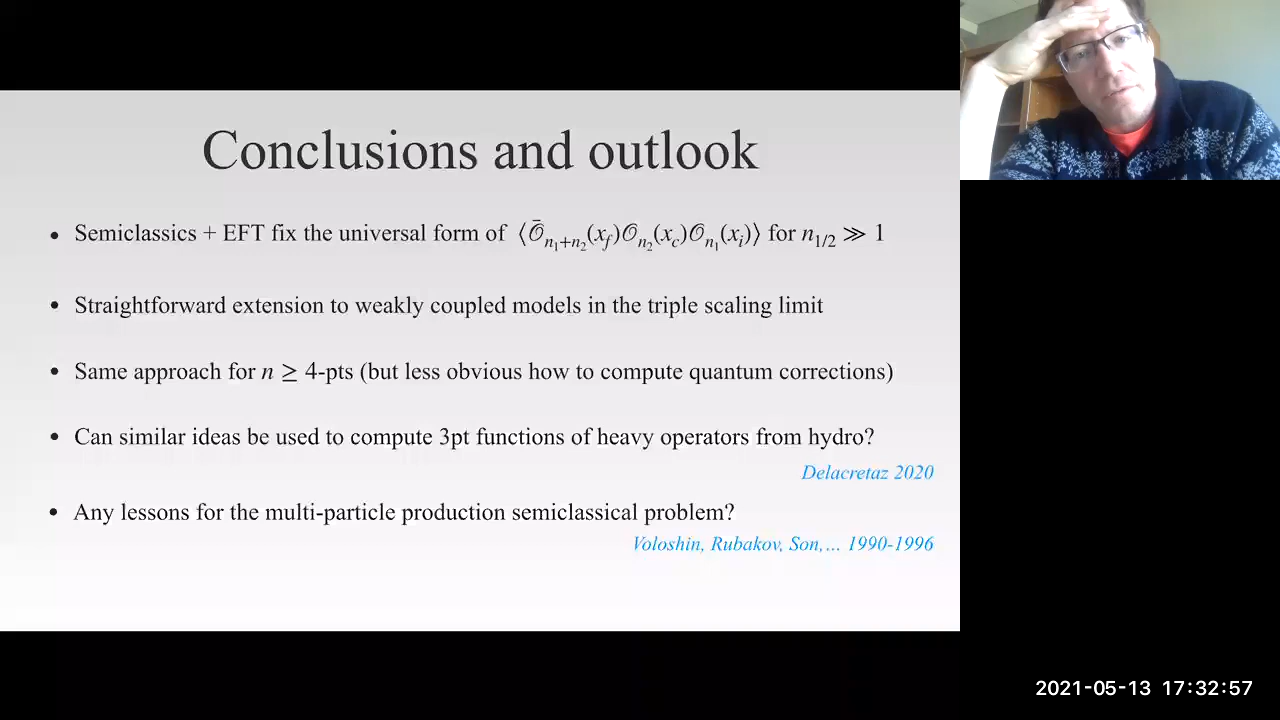 Conclusions and outlook
• Semiclassics + EFT fix the universal form of ⟨𝒪̄_{n₁+n₂}(x_f)𝒪_{n₂}(x_c)𝒪_{n₁}(x_i)⟩ for n_{1/2} ≫ 1
• Straightforward extension to weakly coupled models in the triple scaling limit
• Same approach for n ≥ 4-pts (but less obvious how to compute quantum corrections)
• Can similar ideas be used to compute 3pt functions of heavy operators from hydro?
Delacretaz 2020
• Any lessons for the multi-particle production semiclassical problem?
Voloshin, Rubakov, Son,… 1990-1996
2021-05-13 17:32:57